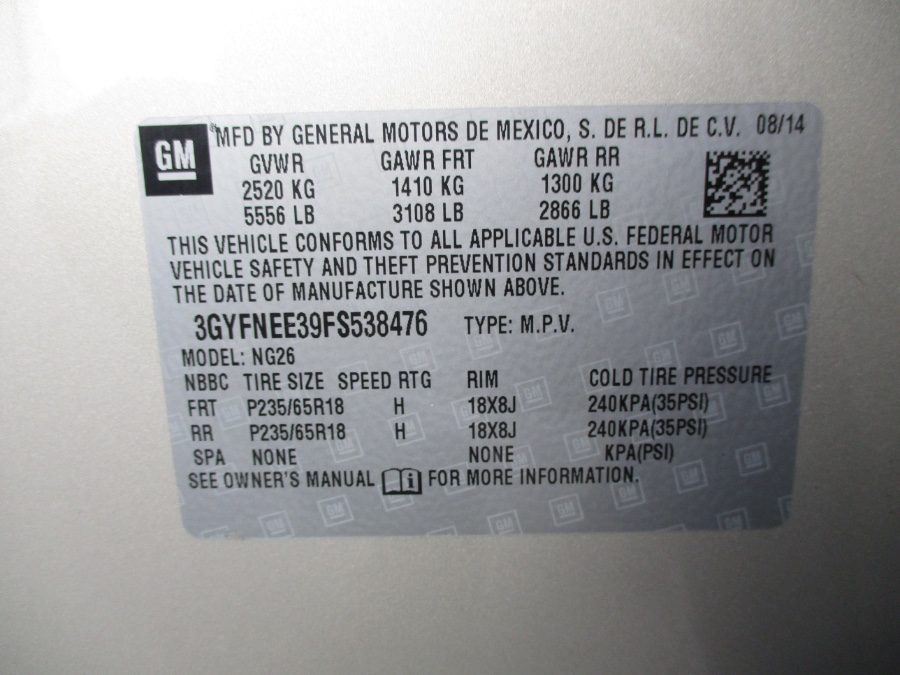 GM MFD BY GENERAL MOTORS DE MEXICO, S. DE R.L. DE C.V. 08/14
GVWR GAWR FRT GAWR RR
2520 KG 1410 KG 1300 KG
5556 LB 3108 LB 2866 LB
THIS VEHICLE CONFORMS TO ALL APPLICABLE U.S. FEDERAL MOTOR
VEHICLE SAFETY AND THEFT PREVENTION STANDARDS IN EFFECT ON
THE DATE OF MANUFACTURE SHOWN ABOVE.
3GYFNEE39FS538476 TYPE: M.P.V.
MODEL: NG26
NBBC TIRE SIZE SPEED RTG RIM COLD TIRE PRESSURE
FRT P235/65R18 H 18X8J 240KPA(35PSI)
RR P235/65R18 H 18X8J 240KPA(35PSI)
SPA NONE NONE KPA(PSI)
SEE OWNER'S MANUAL i FOR MORE INFORMATION.